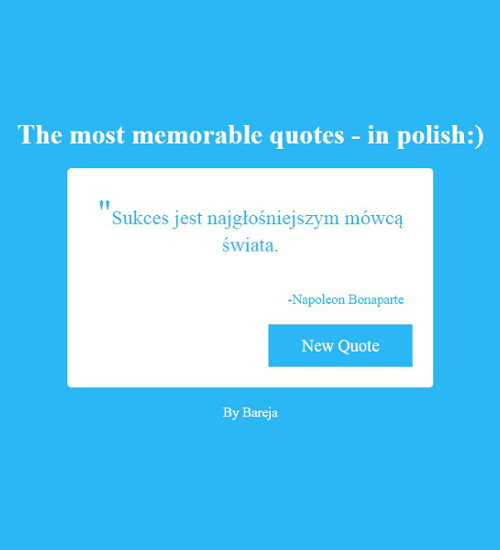 The most memorable quotes - in polish:)
"Sukces jest najgłośniejszym mówcą
świata.
-Napoleon Bonaparte
New Quote
By Bareja